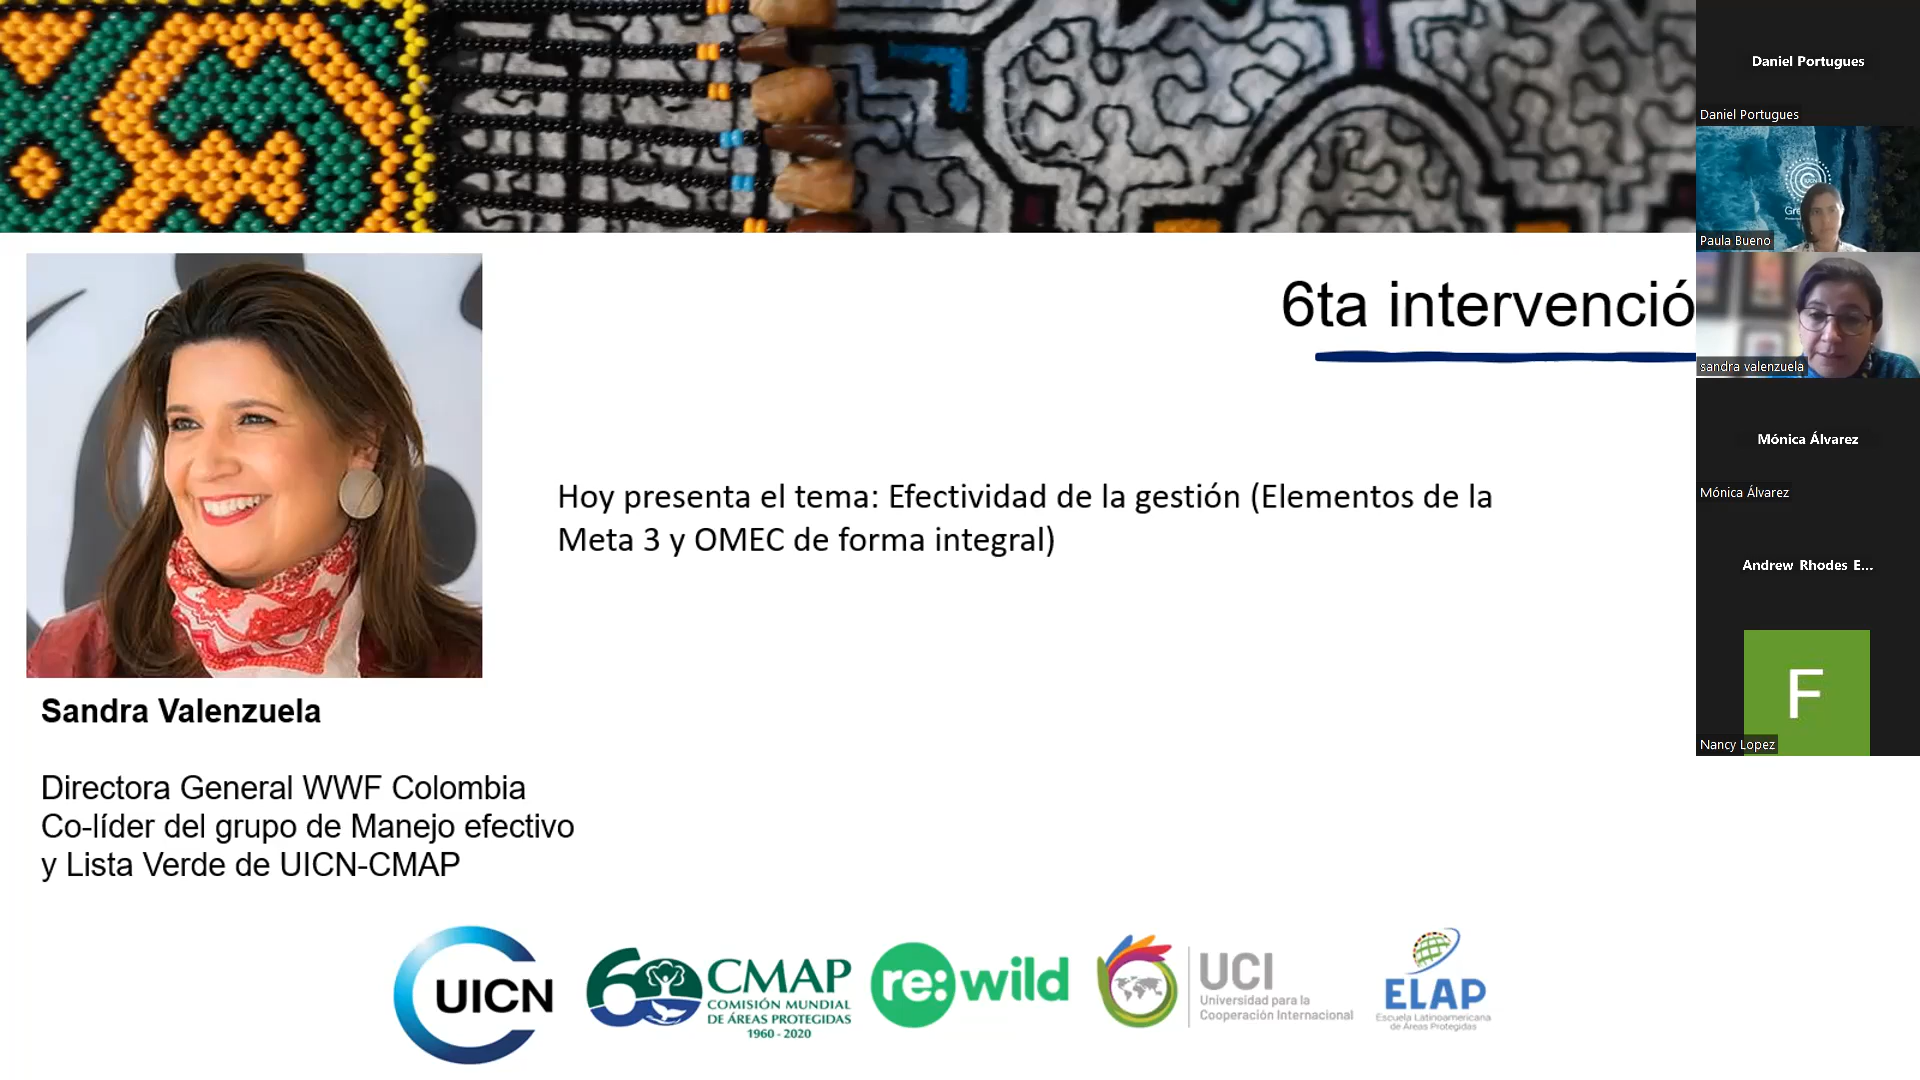 6ta intervenció
Hoy presenta el tema: Efectividad de la gestión (Elementos de la
Meta 3 y OMEC de forma integral)
Sandra Valenzuela
Directora General WWF Colombia
Co-líder del grupo de Manejo efectivo
y Lista Verde de UICN-CMAP
UICN
60 CMAP
COMISIÓN MUNDIAL
DE ÁREAS PROTEGIDAS
1960 - 2020
re:wild
UCI
Universidad para la
Cooperación Internacional
ELAP
Escuela Latinoamericana
de Áreas Protegidas
Daniel Portugues
Daniel Portugues
Paula Bueno
sandra valenzuela
Mónica Álvarez
Mónica Álvarez
Andrew Rhodes E...
F
Nancy Lopez